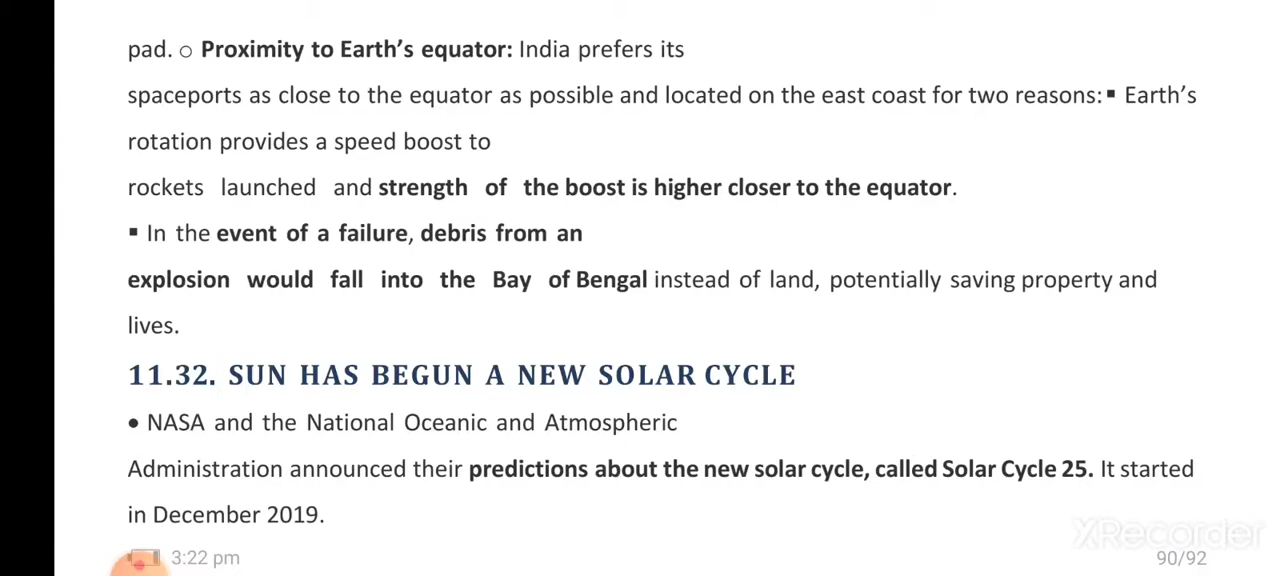 pad. ○ Proximity to Earth’s equator: India prefers its
spaceports as close to the equator as possible and located on the east coast for two reasons: ▪ Earth’s
rotation provides a speed boost to
rockets launched and strength of the boost is higher closer to the equator.
▪ In the event of a failure, debris from an
explosion would fall into the Bay of Bengal instead of land, potentially saving property and
lives.
11.32. SUN HAS BEGUN A NEW SOLAR CYCLE
• NASA and the National Oceanic and Atmospheric
Administration announced their predictions about the new solar cycle, called Solar Cycle 25. It started
in December 2019.
XRecorder
3:22 pm
90/92